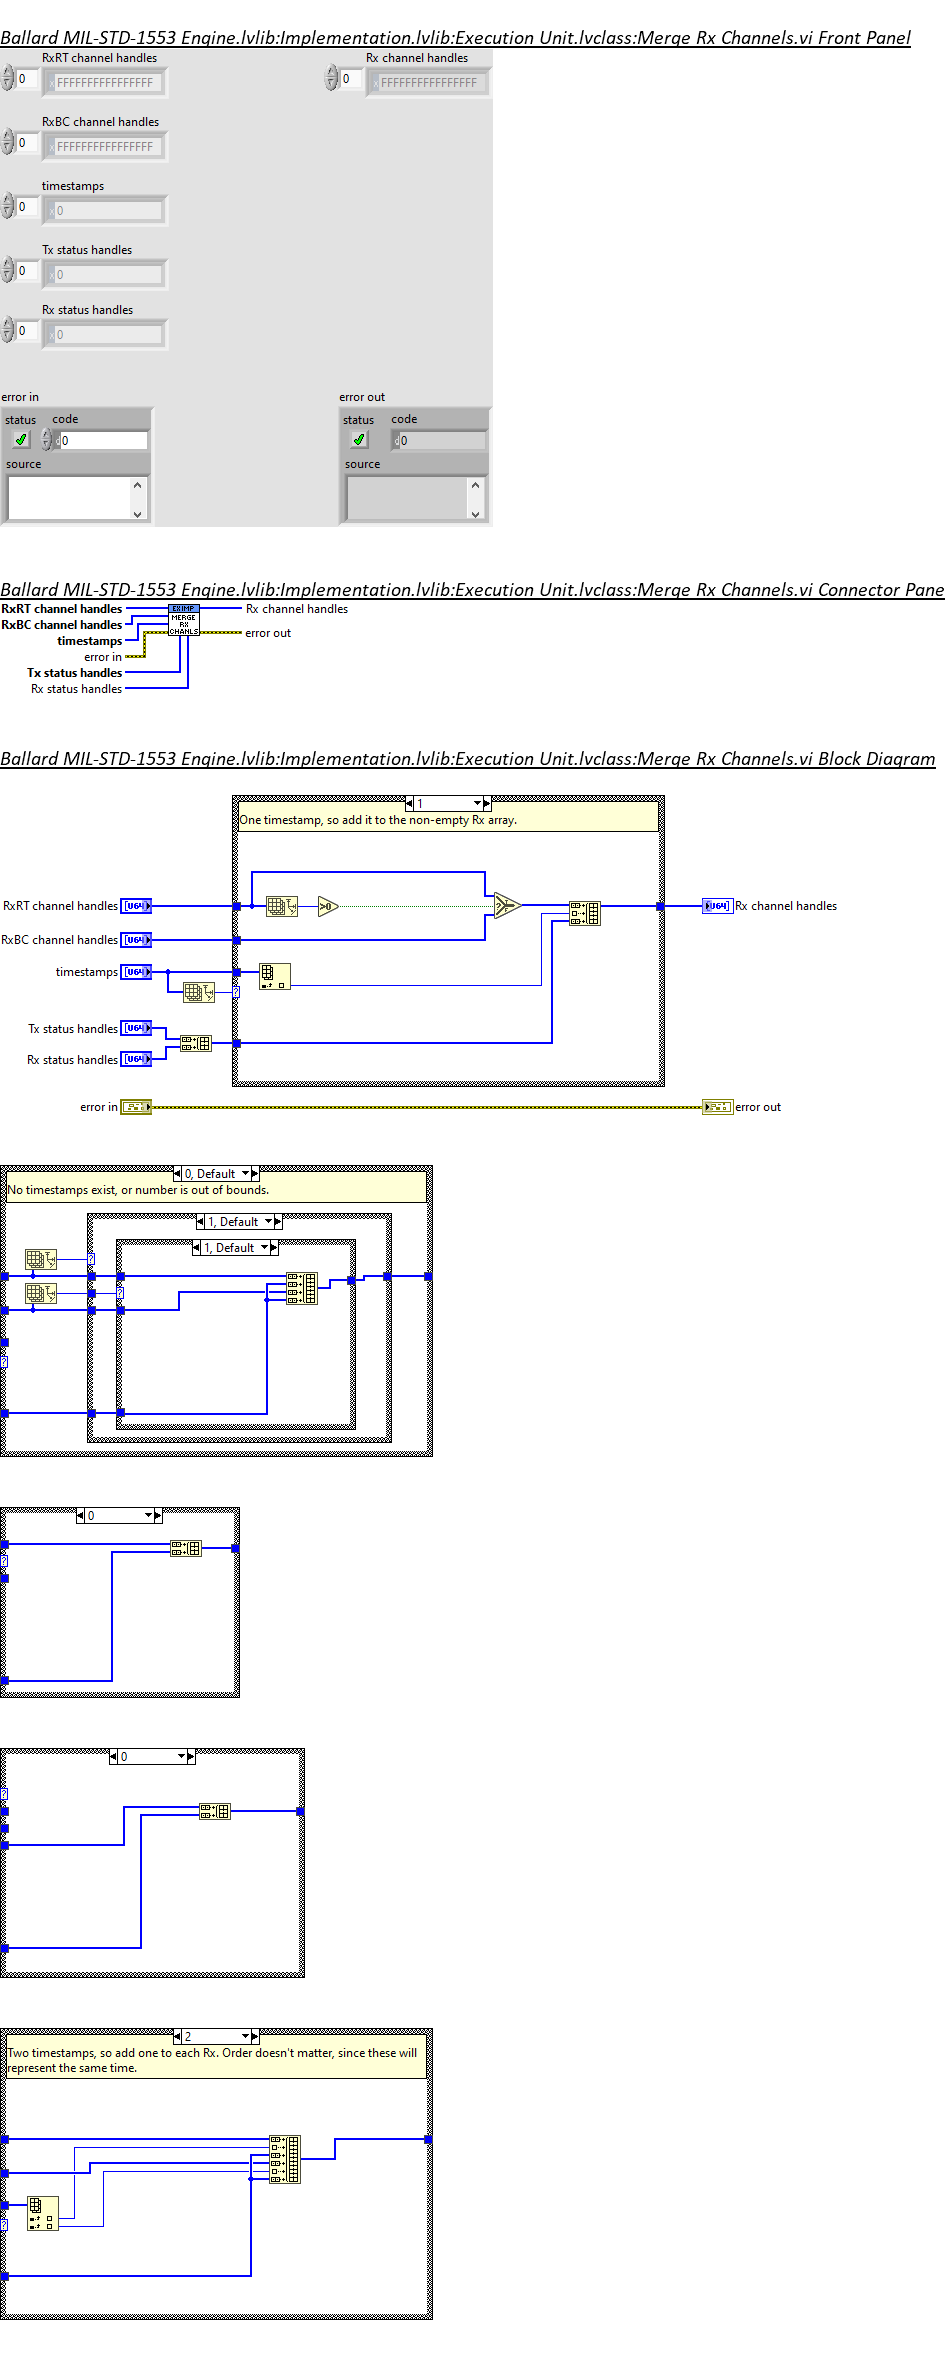 Ballard MIL-STD-1553 Engine.lvlib:Implementation.lvlib:Execution Unit.lvclass:Merge Rx Channels.vi Front Panel
RxRT channel handles
Rx channel handles
0
x FFFFFFFFFFFFFFFF
0
x FFFFFFFFFFFFFFFF
RxBC channel handles
0
x FFFFFFFFFFFFFFFF
timestamps
0
x 0
Tx status handles
0
x 0
Rx status handles
0
x 0
error in
error out
status code
status code
d 0
d 0
source
source
Ballard MIL-STD-1553 Engine.lvlib:Implementation.lvlib:Execution Unit.lvclass:Merge Rx Channels.vi Connector Pane
RxRT channel handles
RxBC channel handles
timestamps
error in
Tx status handles
Rx status handles
EXIMP
MERGE
RX
CHANLS
Rx channel handles
error out
Ballard MIL-STD-1553 Engine.lvlib:Implementation.lvlib:Execution Unit.lvclass:Merge Rx Channels.vi Block Diagram
1
One timestamp, so add it to the non-empty Rx array.
RxRT channel handles
[U64]
>0
?
[U64]
Rx channel handles
RxBC channel handles
[U64]
timestamps
[U64]
?
Tx status handles
[U64]
Rx status handles
[U64]
error in
error out
0, Default
No timestamps exist, or number is out of bounds.
1, Default
1, Default
?
?
?
0
?
0
?
2
Two timestamps, so add one to each Rx. Order doesn't matter, since these will
represent the same time.
?